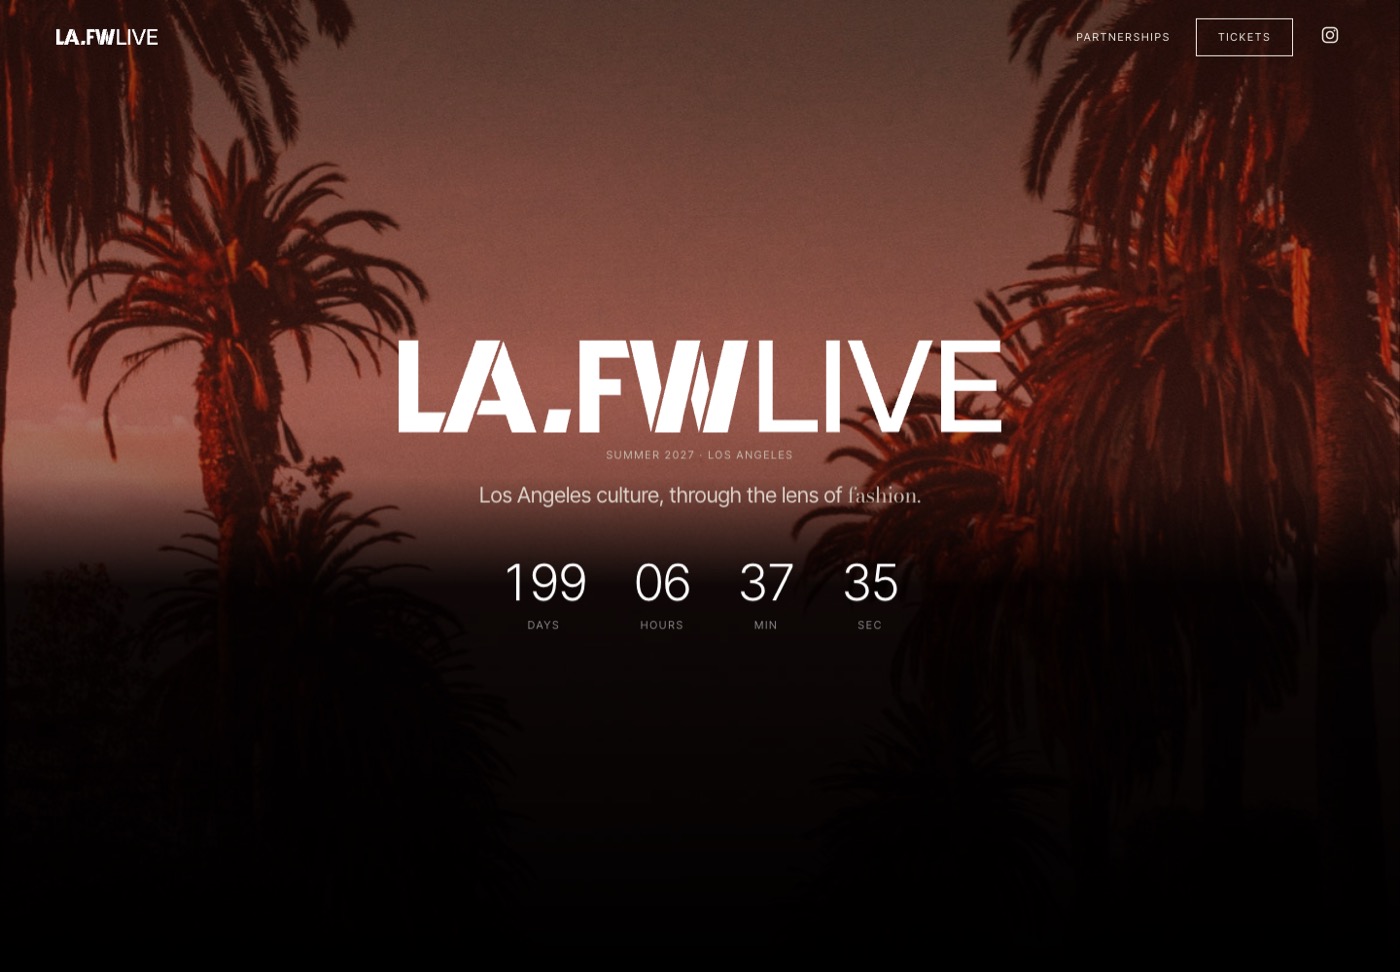 LA.FWLIVE
PARTNERSHIPS
TICKETS
LA.FWLIVE
SUMMER 2027 · LOS ANGELES
Los Angeles culture, through the lens of fashion.
199 06 37 35
DAYS HOURS MIN SEC